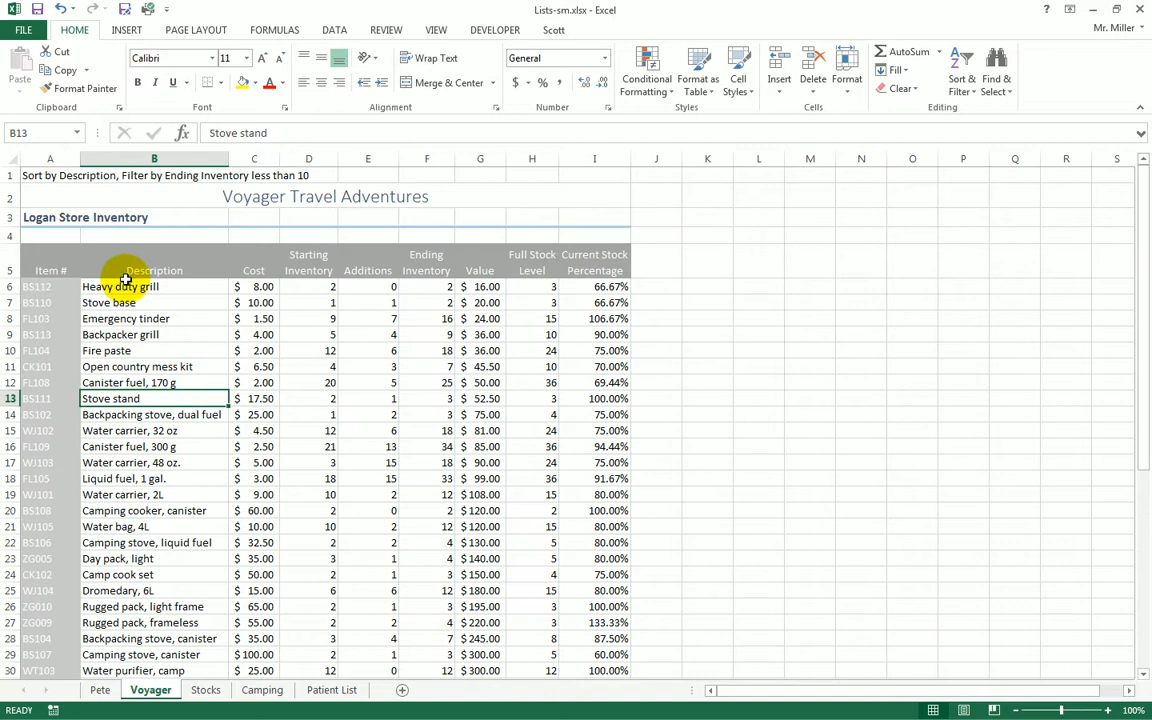 Lists-sm.xlsx - Excel
FILE HOME INSERT PAGE LAYOUT FORMULAS DATA REVIEW VIEW DEVELOPER Scott Mr. Miller
Paste Cut Copy Format Painter
Calibri 11
B I U
Wrap Text
Merge & Center
General
$ % ,
Conditional Formatting Format as Table Cell Styles Insert Delete Format
AutoSum Fill Clear Sort & Filter Find & Select
Clipboard Font Alignment Number Styles Cells Editing
B13 fx Stove stand
A B C D E F G H I J K L M N O P Q R S
1 Sort by Description, Filter by Ending Inventory less than 10
2 Voyager Travel Adventures
3 Logan Store Inventory
4
5 Item # Description Cost Starting Inventory Additions Ending Inventory Value Full Stock Level Current Stock Percentage
6 BS112 Heavy duty grill $ 8.00 2 0 2 $ 16.00 3 66.67%
7 BS110 Stove base $ 10.00 1 1 2 $ 20.00 3 66.67%
8 FL103 Emergency tinder $ 1.50 9 7 16 $ 24.00 15 106.67%
9 BS113 Backpacker grill $ 4.00 5 4 9 $ 36.00 10 90.00%
10 FL104 Fire paste $ 2.00 12 6 18 $ 36.00 24 75.00%
11 CK101 Open country mess kit $ 6.50 4 3 7 $ 45.50 10 70.00%
12 FL108 Canister fuel, 170 g $ 2.00 20 5 25 $ 50.00 36 69.44%
13 BS111 Stove stand $ 17.50 2 1 3 $ 52.50 3 100.00%
14 BS102 Backpacking stove, dual fuel $ 25.00 1 2 3 $ 75.00 4 75.00%
15 WJ102 Water carrier, 32 oz $ 4.50 12 6 18 $ 81.00 24 75.00%
16 FL109 Canister fuel, 300 g $ 2.50 21 13 34 $ 85.00 36 94.44%
17 WJ103 Water carrier, 48 oz. $ 5.00 3 15 18 $ 90.00 24 75.00%
18 FL105 Liquid fuel, 1 gal. $ 3.00 18 15 33 $ 99.00 36 91.67%
19 WJ101 Water carrier, 2L $ 9.00 10 2 12 $ 108.00 15 80.00%
20 BS108 Camping cooker, canister $ 60.00 2 0 2 $ 120.00 2 100.00%
21 WJ105 Water bag, 4L $ 10.00 10 2 12 $ 120.00 15 80.00%
22 BS106 Camping stove, liquid fuel $ 32.50 2 2 4 $ 130.00 5 80.00%
23 ZG005 Day pack, light $ 35.00 3 1 4 $ 140.00 5 80.00%
24 CK102 Camp cook set $ 50.00 2 1 3 $ 150.00 4 75.00%
25 WJ104 Dromedary, 6L $ 15.00 6 6 12 $ 180.00 15 80.00%
26 ZG010 Rugged pack, light frame $ 65.00 2 1 3 $ 195.00 3 100.00%
27 ZG009 Rugged pack, frameless $ 55.00 2 2 4 $ 220.00 3 133.33%
28 BS104 Backpacking stove, canister $ 35.00 3 4 7 $ 245.00 8 87.50%
29 BS107 Camping stove, canister $ 100.00 2 1 3 $ 300.00 5 60.00%
30 WT103 Water purifier, camp $ 25.00 12 0 12 $ 300.00 12 100.00%
Pete Voyager Stocks Camping Patient List
READY 100%